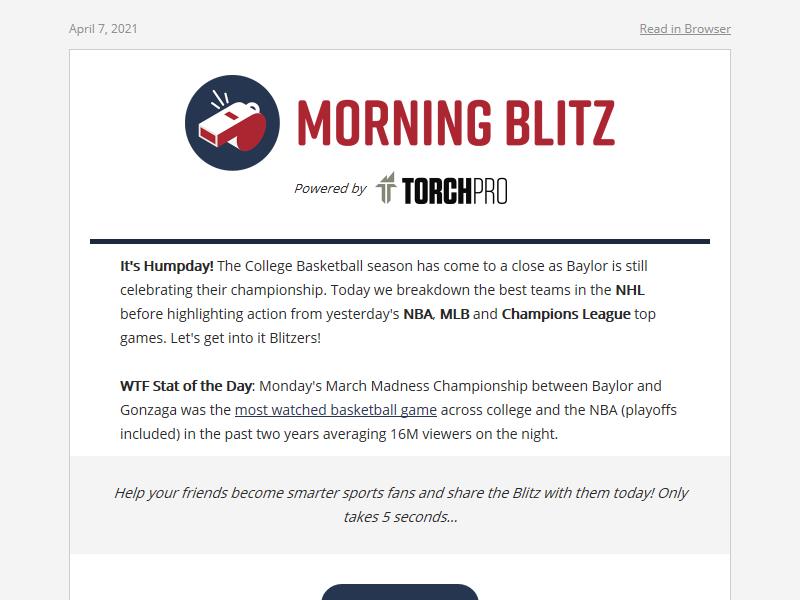 April 7, 2021
Read in Browser
MORNING BLITZ
Powered by TORCHPRO
It's Humpday! The College Basketball season has come to a close as Baylor is still
celebrating their championship. Today we breakdown the best teams in the NHL
before highlighting action from yesterday's NBA, MLB and Champions League top
games. Let's get into it Blitzers!
WTF Stat of the Day: Monday's March Madness Championship between Baylor and
Gonzaga was the most watched basketball game across college and the NBA (playoffs
included) in the past two years averaging 16M viewers on the night.
Help your friends become smarter sports fans and share the Blitz with them today! Only
takes 5 seconds...